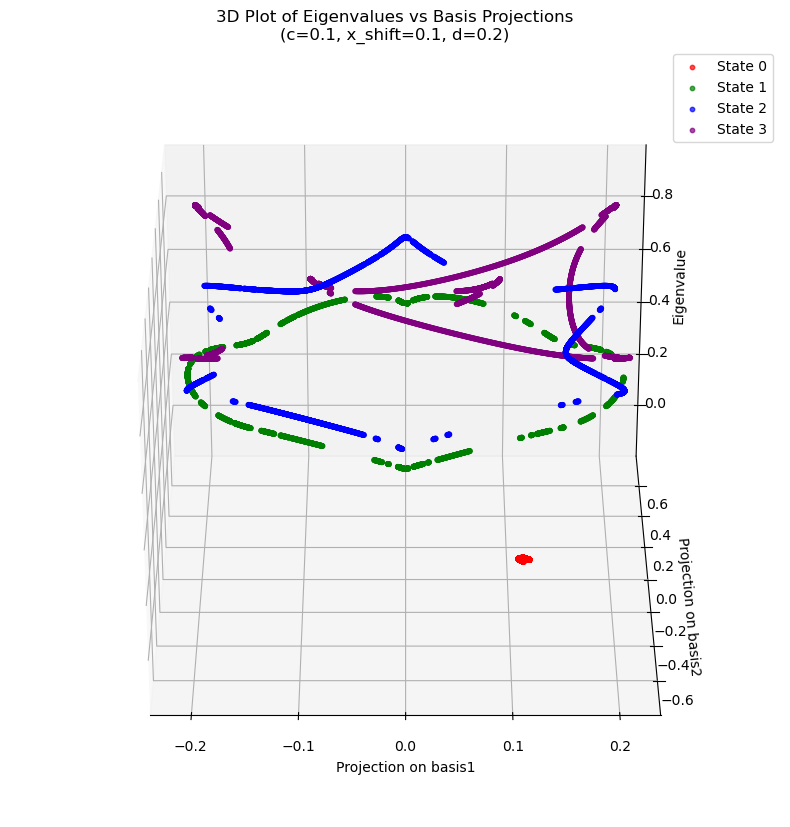 3D Plot of Eigenvalues vs Basis Projections
(c=0.1, x_shift=0.1, d=0.2)
State 0
State 1
State 2
State 3
0.8
0.6
0.4
0.2
0.0
Eigenvalue
0.6
0.4
0.2
0.0
−0.2
−0.4
−0.6
Projection on basis2
−0.2
−0.1
0.0
0.1
0.2
Projection on basis1